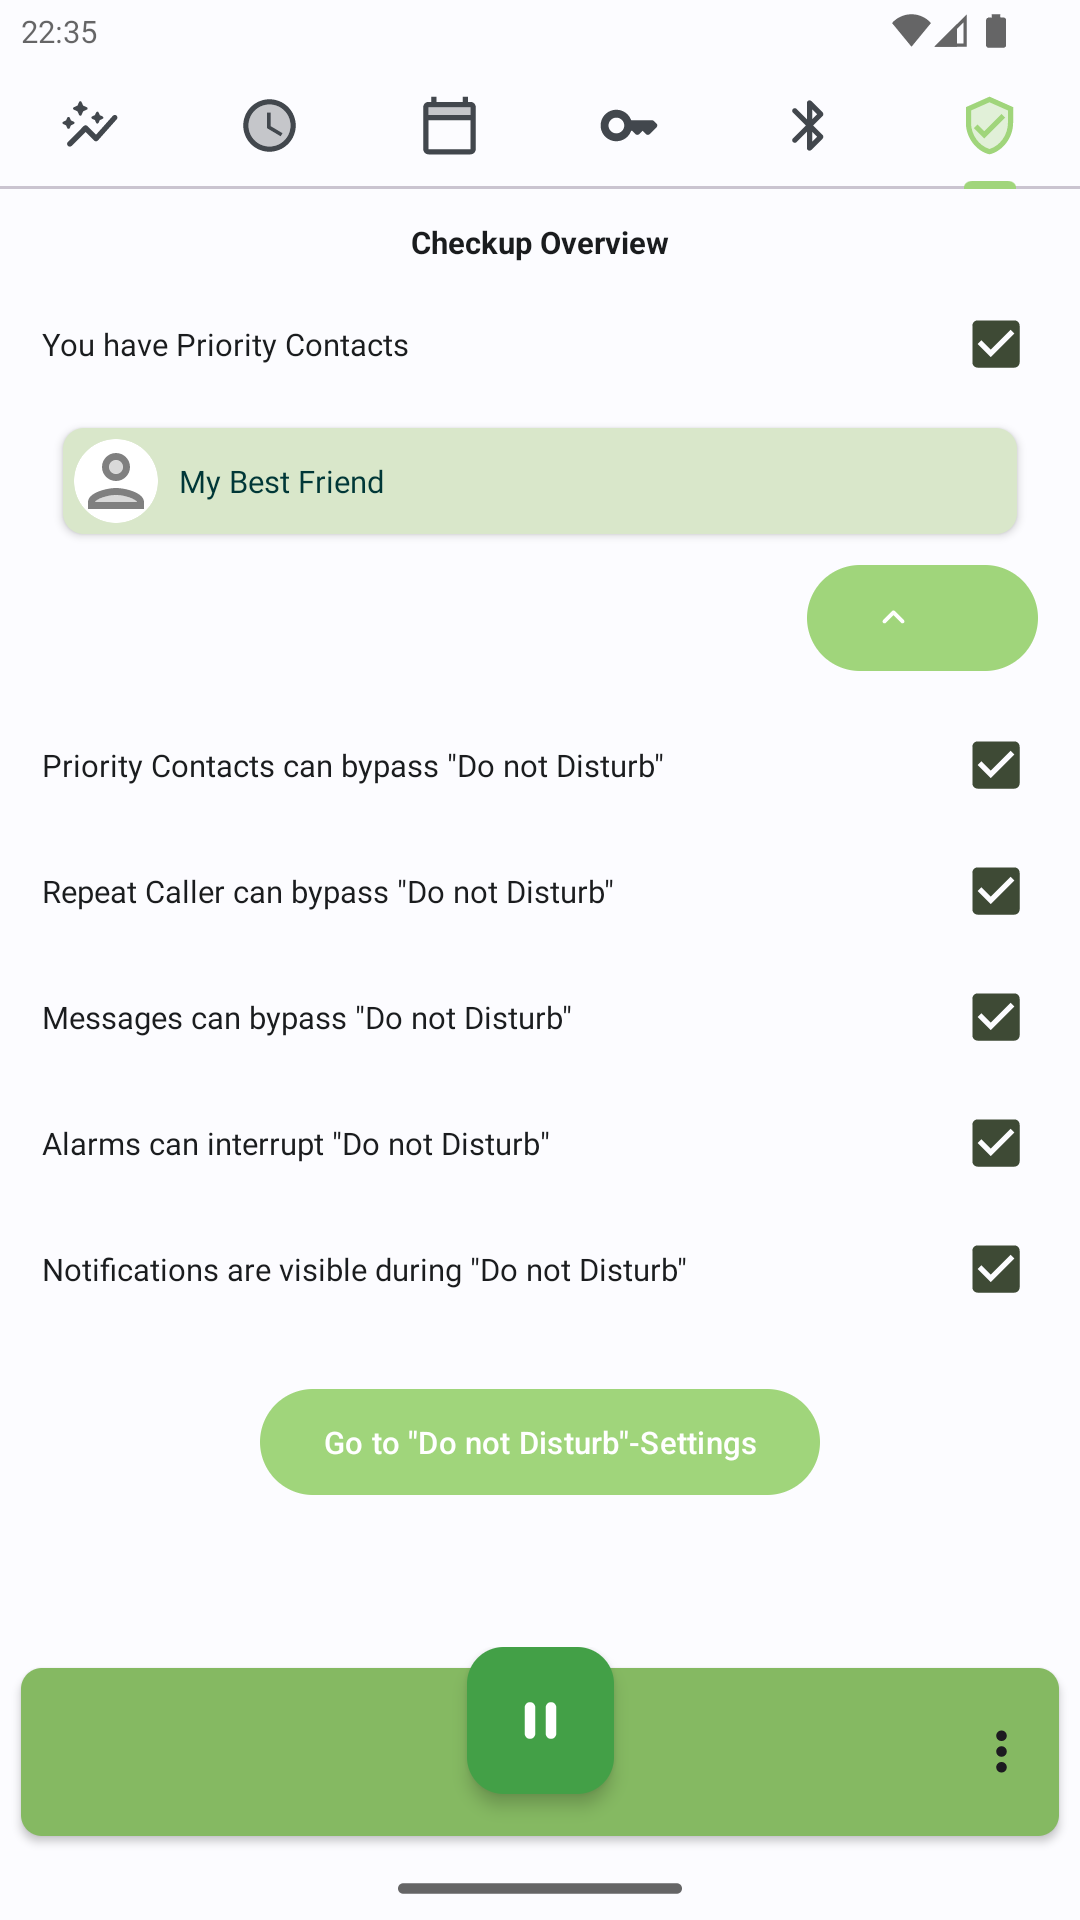 22:35
Checkup Overview
You have Priority Contacts
My Best Friend
Priority Contacts can bypass "Do not Disturb"
Repeat Caller can bypass "Do not Disturb"
Messages can bypass "Do not Disturb"
Alarms can interrupt "Do not Disturb"
Notifications are visible during "Do not Disturb"
Go to "Do not Disturb"-Settings